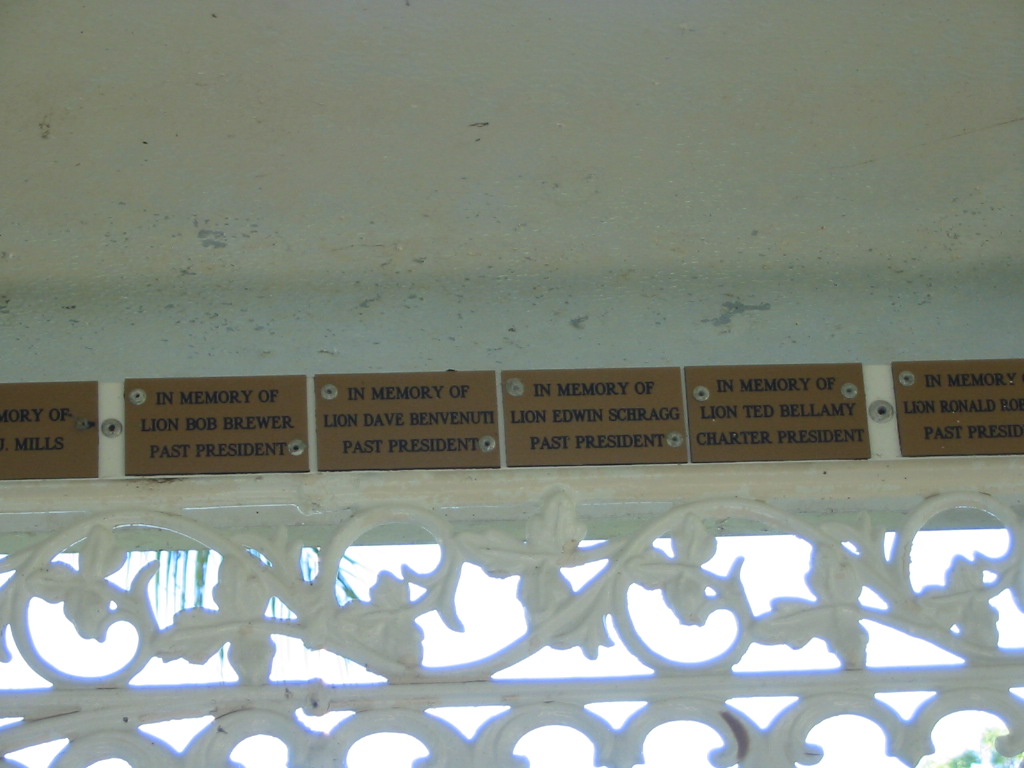 MORY OF
J. MILLS
IN MEMORY OF
LION BOB BREWER
PAST PRESIDENT
IN MEMORY OF
LION DAVE BENVENUTI
PAST PRESIDENT
IN MEMORY OF
LION EDWIN SCHRAGG
PAST PRESIDENT
IN MEMORY OF
LION TED BELLAMY
CHARTER PRESIDENT
IN MEMORY
LION RONALD
PAST PRESID